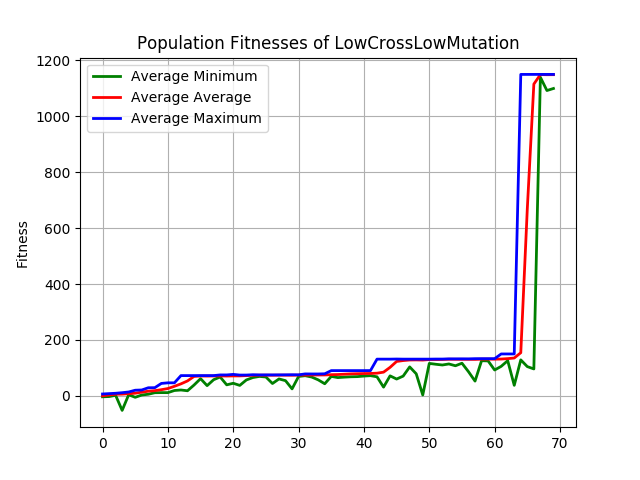 Population Fitnesses of LowCrossLowMutation
1200
1000
800
600
400
200
0
Fitness
Average Minimum
Average Average
Average Maximum
0 10 20 30 40 50 60 70